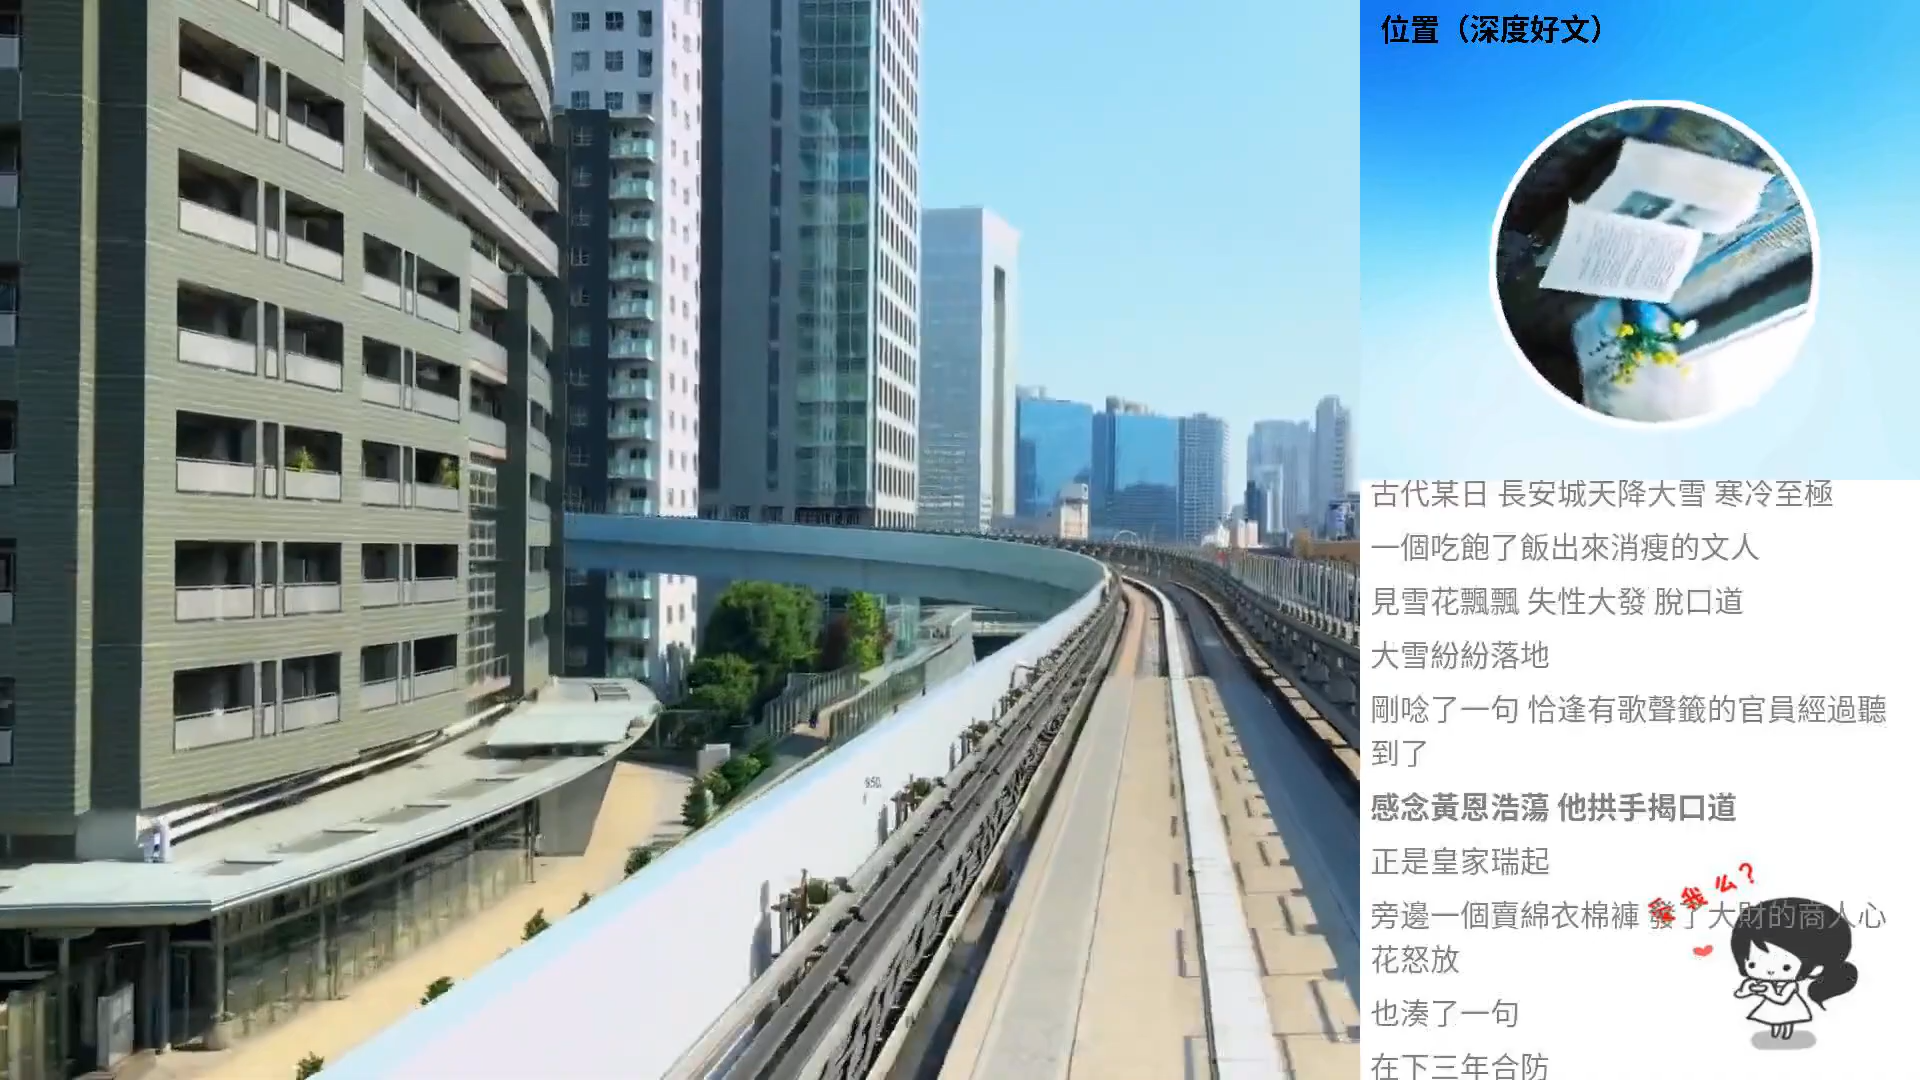 位置（深度好文）
古代某日 長安城天降大雪 寒冷至極
一個吃飽了飯出來消瘦的文人
見雪花飄飄 失性大發 脫口道
大雪紛紛落地
剛唸了一句 恰逢有歌聲籤的官員經過聽
到了
感念黃恩浩蕩 他拱手揭口道
正是皇家瑞起
旁邊一個賣綿衣棉褲 發了大財的商人心
花怒放
也湊了一句
在下三年合防
爱我么?